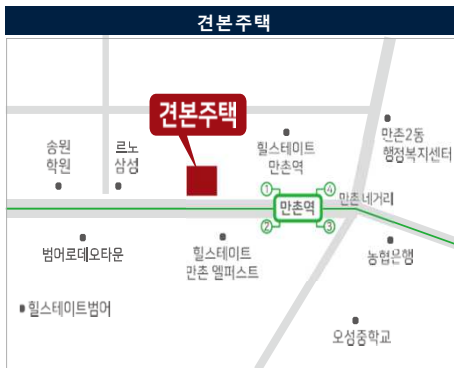 견본주택
견본주택
송원
학원
르노
삼성
힐스테이트
만촌역
만촌2동
행정복지센터
① ④
만촌역
만촌네거리
② ③
범어로데오타운
힐스테이트
만촌 엘퍼스트
농협은행
힐스테이트범어
오성중학교